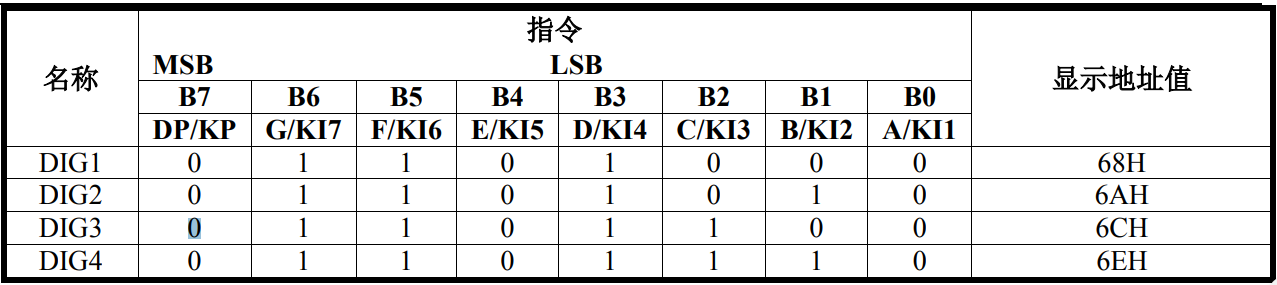 名称 指令 显示地址值
MSB LSB
B7 B6 B5 B4 B3 B2 B1 B0
DP/KP G/KI7 F/KI6 E/KI5 D/KI4 C/KI3 B/KI2 A/KI1
DIG1 0 1 1 0 1 0 0 0 68H
DIG2 0 1 1 0 1 0 1 0 6AH
DIG3 0 1 1 0 1 1 0 0 6CH
DIG4 0 1 1 0 1 1 1 0 6EH